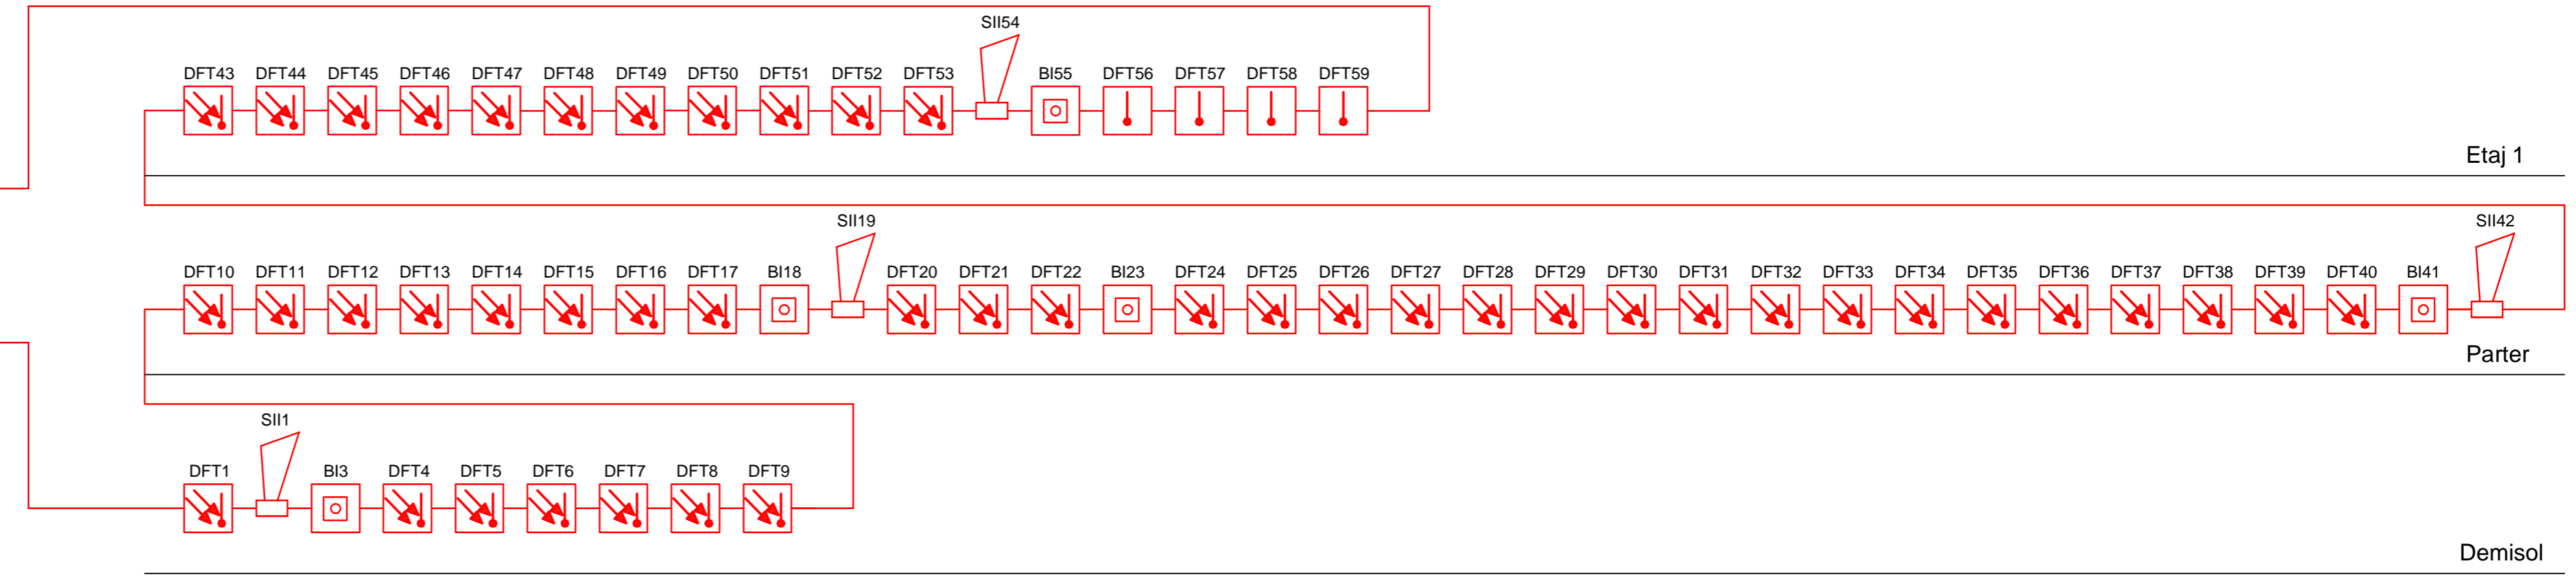 SII54
DFT43 DFT44 DFT45 DFT46 DFT47 DFT48 DFT49 DFT50 DFT51 DFT52 DFT53 BI55 DFT56 DFT57 DFT58 DFT59
Etaj 1
SII19 SII42
DFT10 DFT11 DFT12 DFT13 DFT14 DFT15 DFT16 DFT17 BI18 DFT20 DFT21 DFT22 BI23 DFT24 DFT25 DFT26 DFT27 DFT28 DFT29 DFT30 DFT31 DFT32 DFT33 DFT34 DFT35 DFT36 DFT37 DFT38 DFT39 DFT40 BI41
Parter
SII1
DFT1 BI3 DFT4 DFT5 DFT6 DFT7 DFT8 DFT9
Demisol